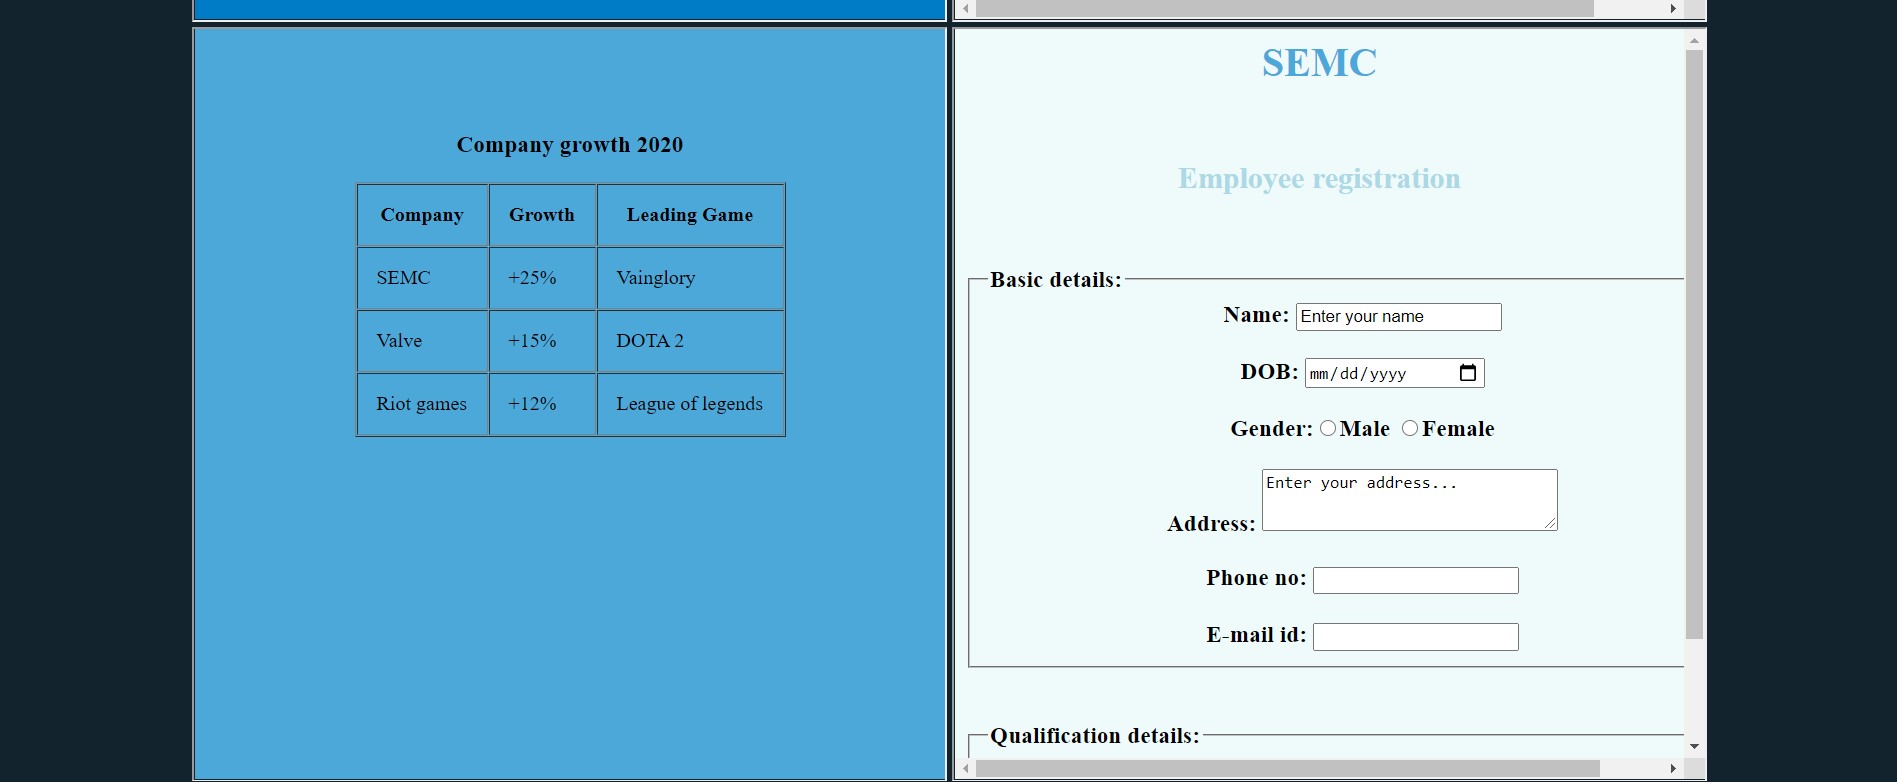 Company growth 2020
Company Growth Leading Game
SEMC +25% Vainglory
Valve +15% DOTA 2
Riot games +12% League of legends
SEMC
Employee registration
Basic details:
Name: Enter your name
DOB: mm/dd/yyyy
Gender: Male Female
Enter your address...
Address:
Phone no:
E-mail id:
Qualification details: